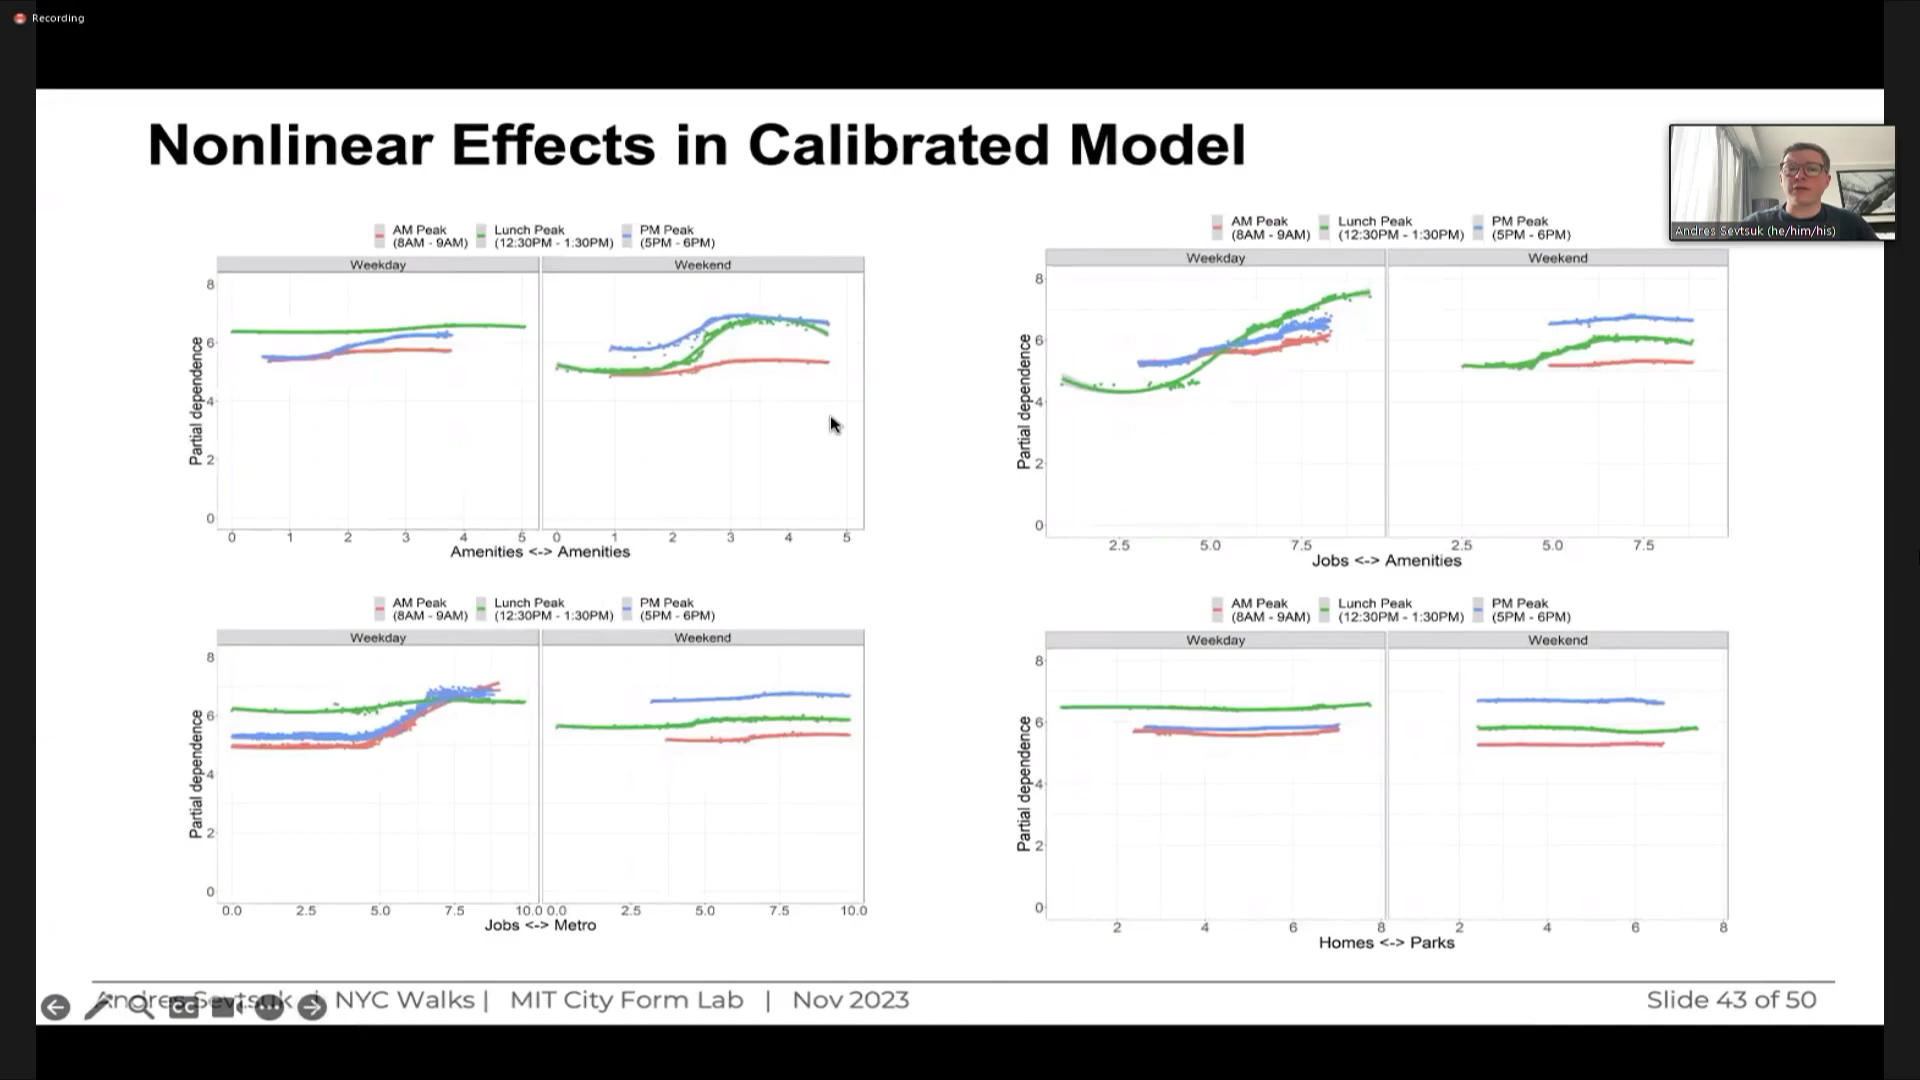 Recording
Nonlinear Effects in Calibrated Model
Andres Sevtsuk (he/him/his)
AM Peak (8AM - 9AM) Lunch Peak (12:30PM - 1:30PM) PM Peak (5PM - 6PM)
Weekday Weekend
Partial dependence
8
6
4
2
0
0 1 2 3 4 5 0 1 2 3 4 5
Amenities <-> Amenities
AM Peak (8AM - 9AM) Lunch Peak (12:30PM - 1:30PM) PM Peak (5PM - 6PM)
Weekday Weekend
Partial dependence
8
6
4
2
0
2.5 5.0 7.5 2.5 5.0 7.5
Jobs <-> Amenities
AM Peak (8AM - 9AM) Lunch Peak (12:30PM - 1:30PM) PM Peak (5PM - 6PM)
Weekday Weekend
Partial dependence
8
6
4
2
0
0.0 2.5 5.0 7.5 10.0 0.0 2.5 5.0 7.5 10.0
Jobs <-> Metro
AM Peak (8AM - 9AM) Lunch Peak (12:30PM - 1:30PM) PM Peak (5PM - 6PM)
Weekday Weekend
Partial dependence
8
6
4
2
0
2 4 6 8 2 4 6 8
Homes <-> Parks
Andres Sevtsuk | NYC Walks | MIT City Form Lab | Nov 2023
CC
Slide 43 of 50